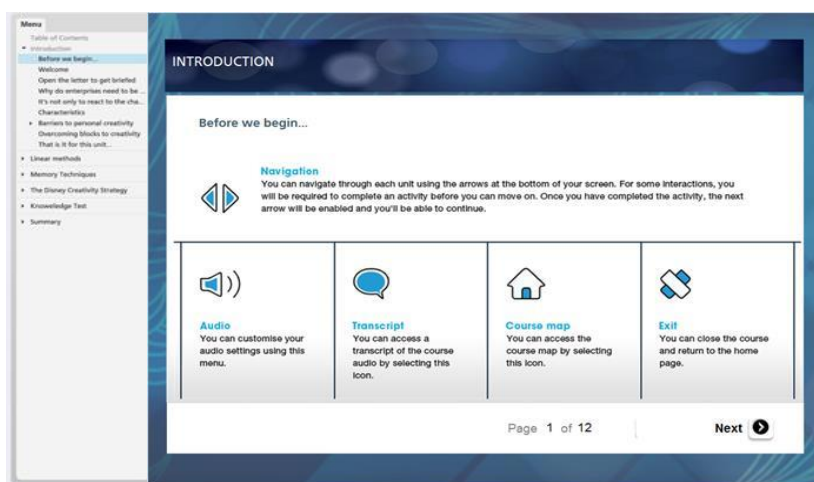 Menu
Table of Contents
Introduction
Before we begin...
Welcome
Open the letter to get briefed
Why do enterprises need to be ...
It's not only to react to the cha...
Characteristics
Barriers to personal creativity
Overcoming blocks to creativity
That is it for this unit...
Linear methods
Memory Techniques
The Disney Creativity Strategy
Knoweledge Test
Summary
INTRODUCTION
Before we begin...
Navigation
You can navigate through each unit using the arrows at the bottom of your screen. For some interactions, you
will be required to complete an activity before you can move on. Once you have completed the activity, the next
arrow will be enabled and you'll be able to continue.
Audio
You can customise your
audio settings using this
menu.
Transcript
You can access a
transcript of the course
audio by selecting this
icon.
Course map
You can access the
course map by selecting
this icon.
Exit
You can close the course
and return to the home
page.
Page 1 of 12
Next